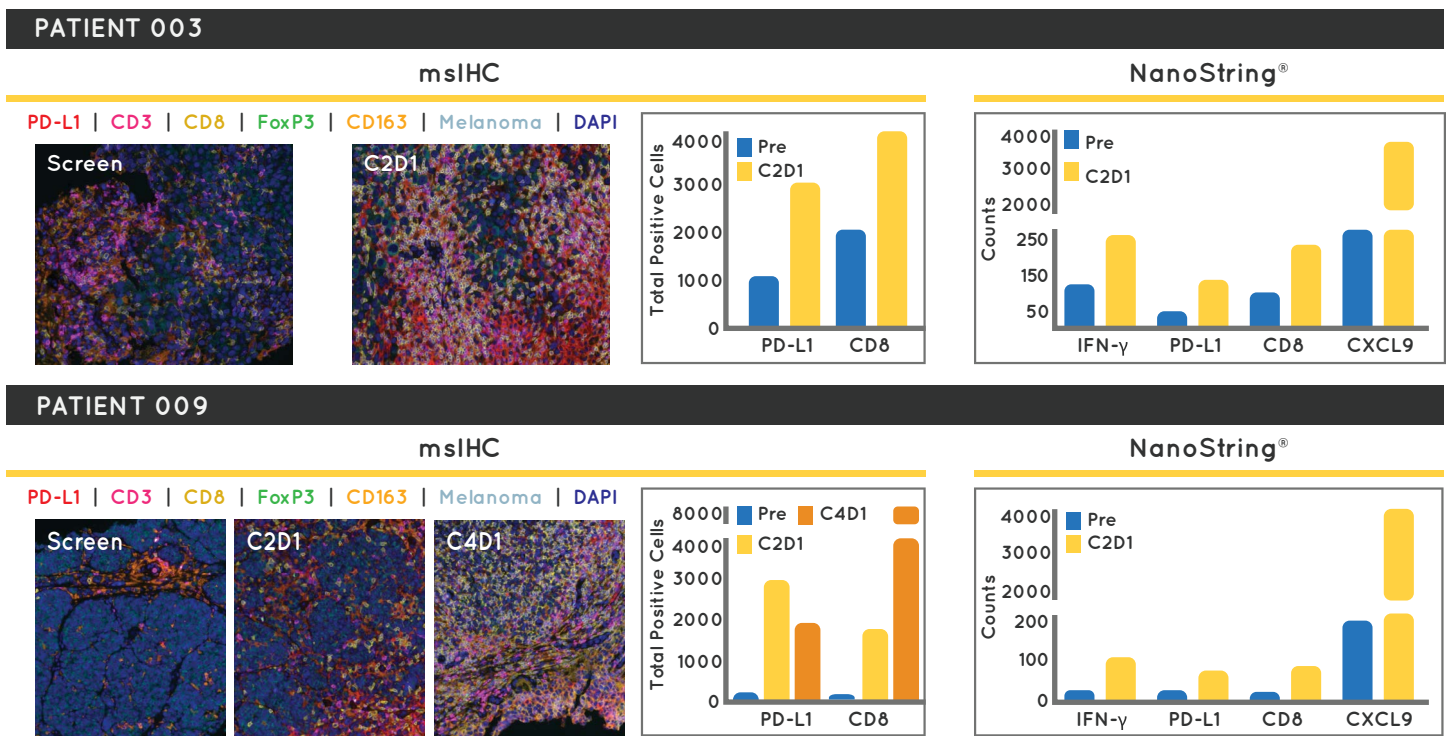 PATIENT 003
msIHC
PD-L1 | CD3 | CD8 | FoxP3 | CD163 | Melanoma | DAPI
Screen
C2D1
Total Positive Cells
4000
3000
2000
1000
0
Pre
C2D1
PD-L1 CD8
NanoString®
Counts
4000
3000
2000
250
150
50
Pre
C2D1
IFN-γ PD-L1 CD8 CXCL9
PATIENT 009
msIHC
PD-L1 | CD3 | CD8 | FoxP3 | CD163 | Melanoma | DAPI
Screen
C2D1
C4D1
Total Positive Cells
8000
4000
3000
2000
1000
0
Pre C4D1
C2D1
PD-L1 CD8
NanoString®
Counts
4000
3000
2000
200
100
0
Pre
C2D1
IFN-γ PD-L1 CD8 CXCL9